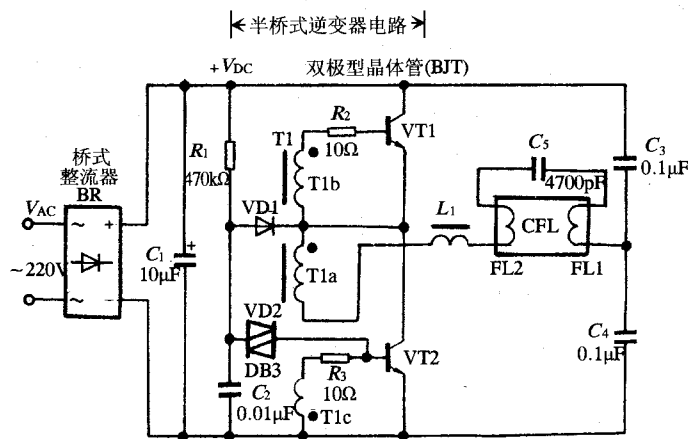 半桥式逆变器电路
+VDC
双极型晶体管(BJT)
R2
10Ω
VT1
T1
T1b
R1
470kΩ
桥式
整流器
BR
VAC
~
+
~220V
~
−
C1
10μF
+
VD1
T1a
L1
C5
4700pF
CFL
FL2
FL1
C3
0.1μF
VD2
DB3
VT2
R3
10Ω
C2
0.01μF
T1c
C4
0.1μF